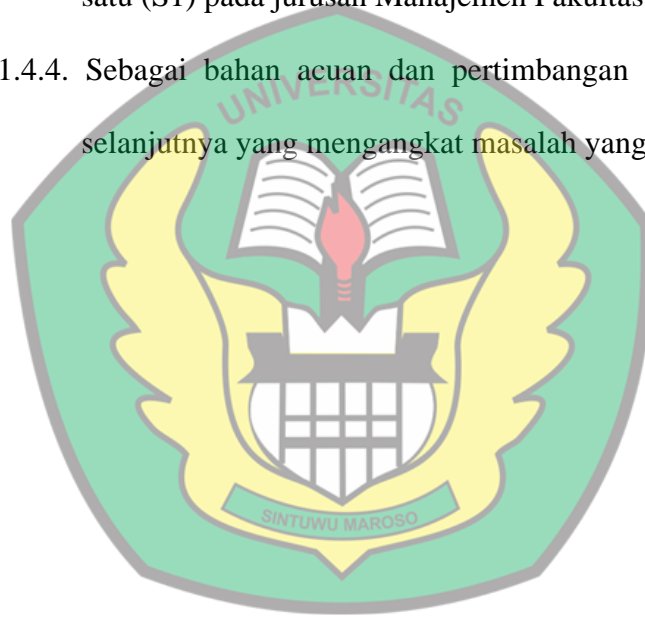 satu (S1) pada jurusan Manajemen Fakultas
1.4.4. Sebagai bahan acuan dan pertimbangan
UNIVERSITAS
selanjutnya yang mengangkat masalah yang
SINTUWU MAROSO